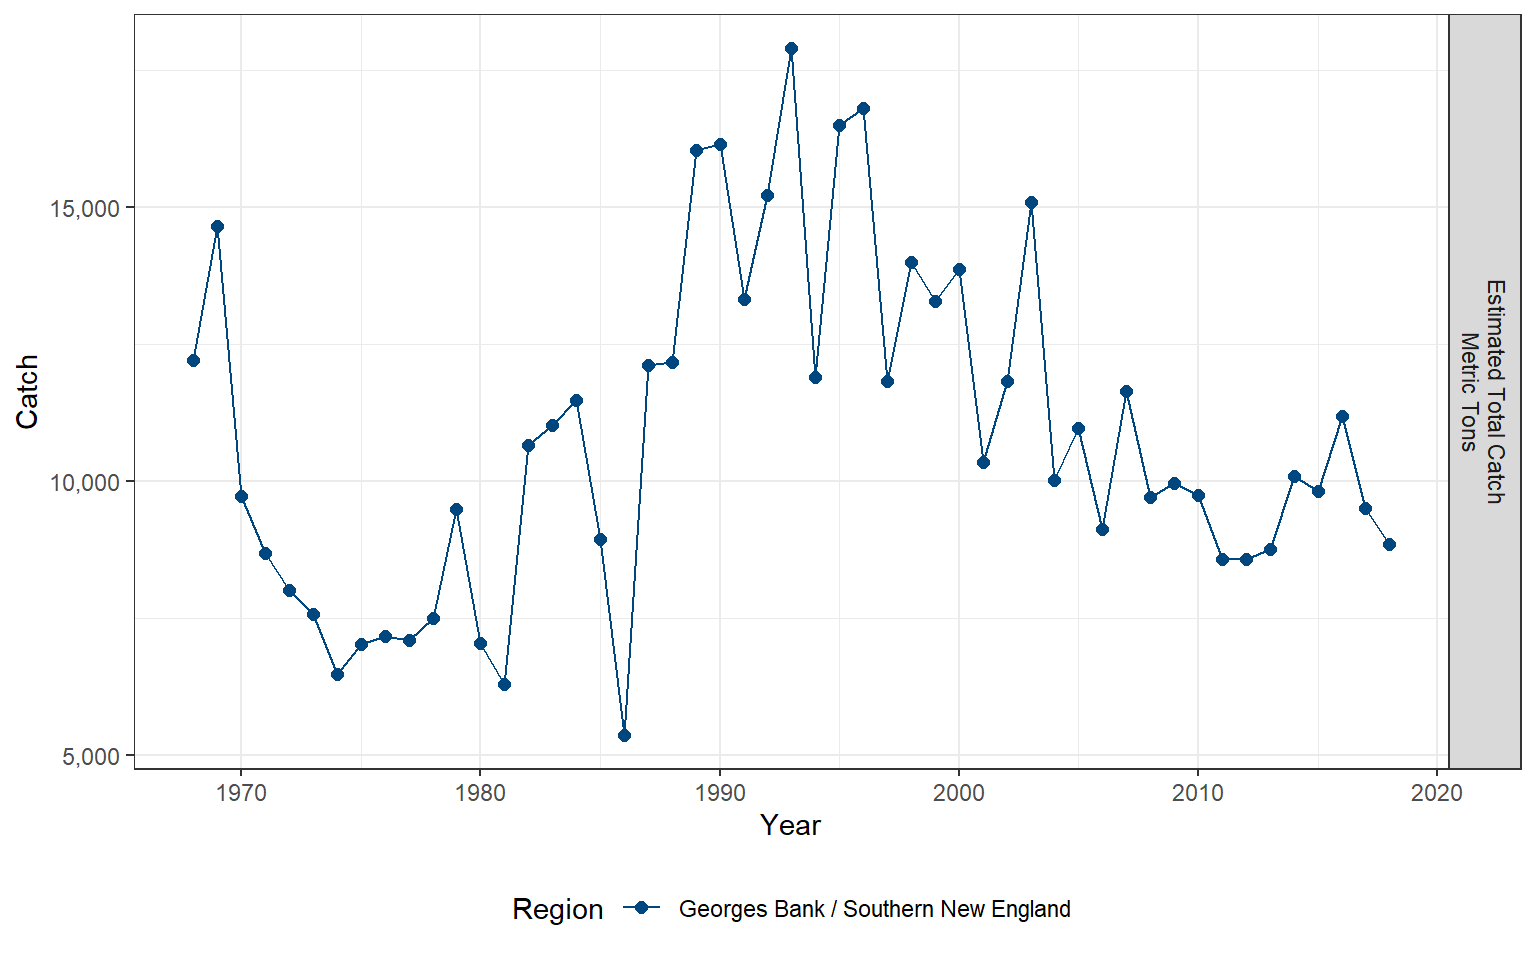 15,000
10,000
5,000
Catch
1970
1980
1990
2000
2010
2020
Year
Estimated Total Catch
Metric Tons
Region
Georges Bank / Southern New England